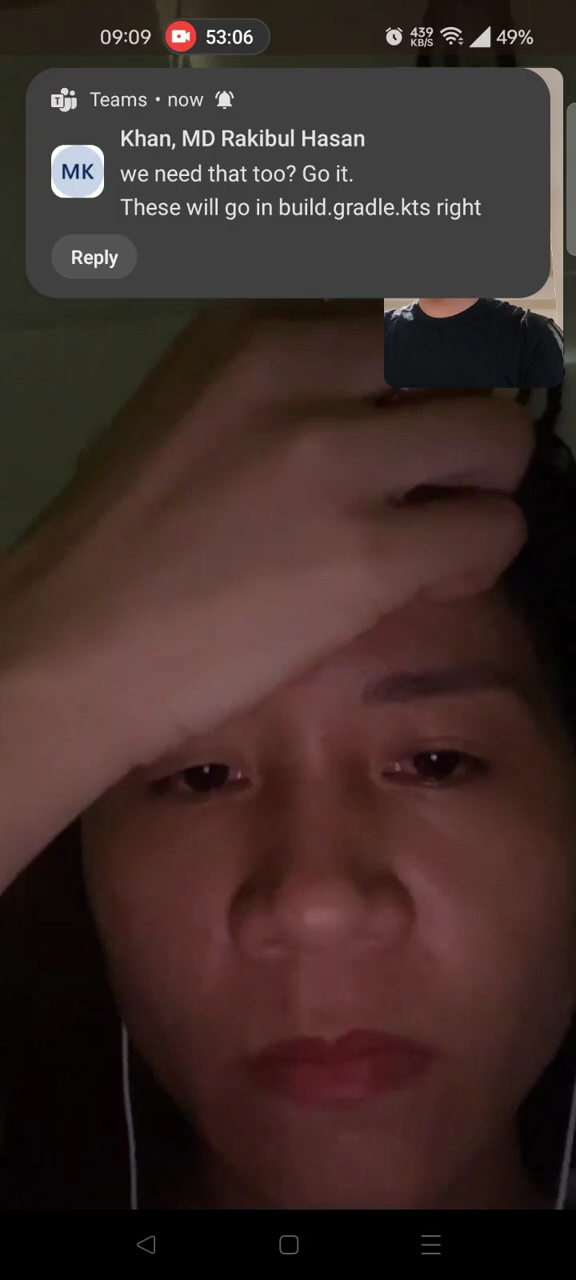 09:09
53:06
439
KB/S
49%
Teams • now
Khan, MD Rakibul Hasan
MK
we need that too? Go it.
These will go in build.gradle.kts right
Reply